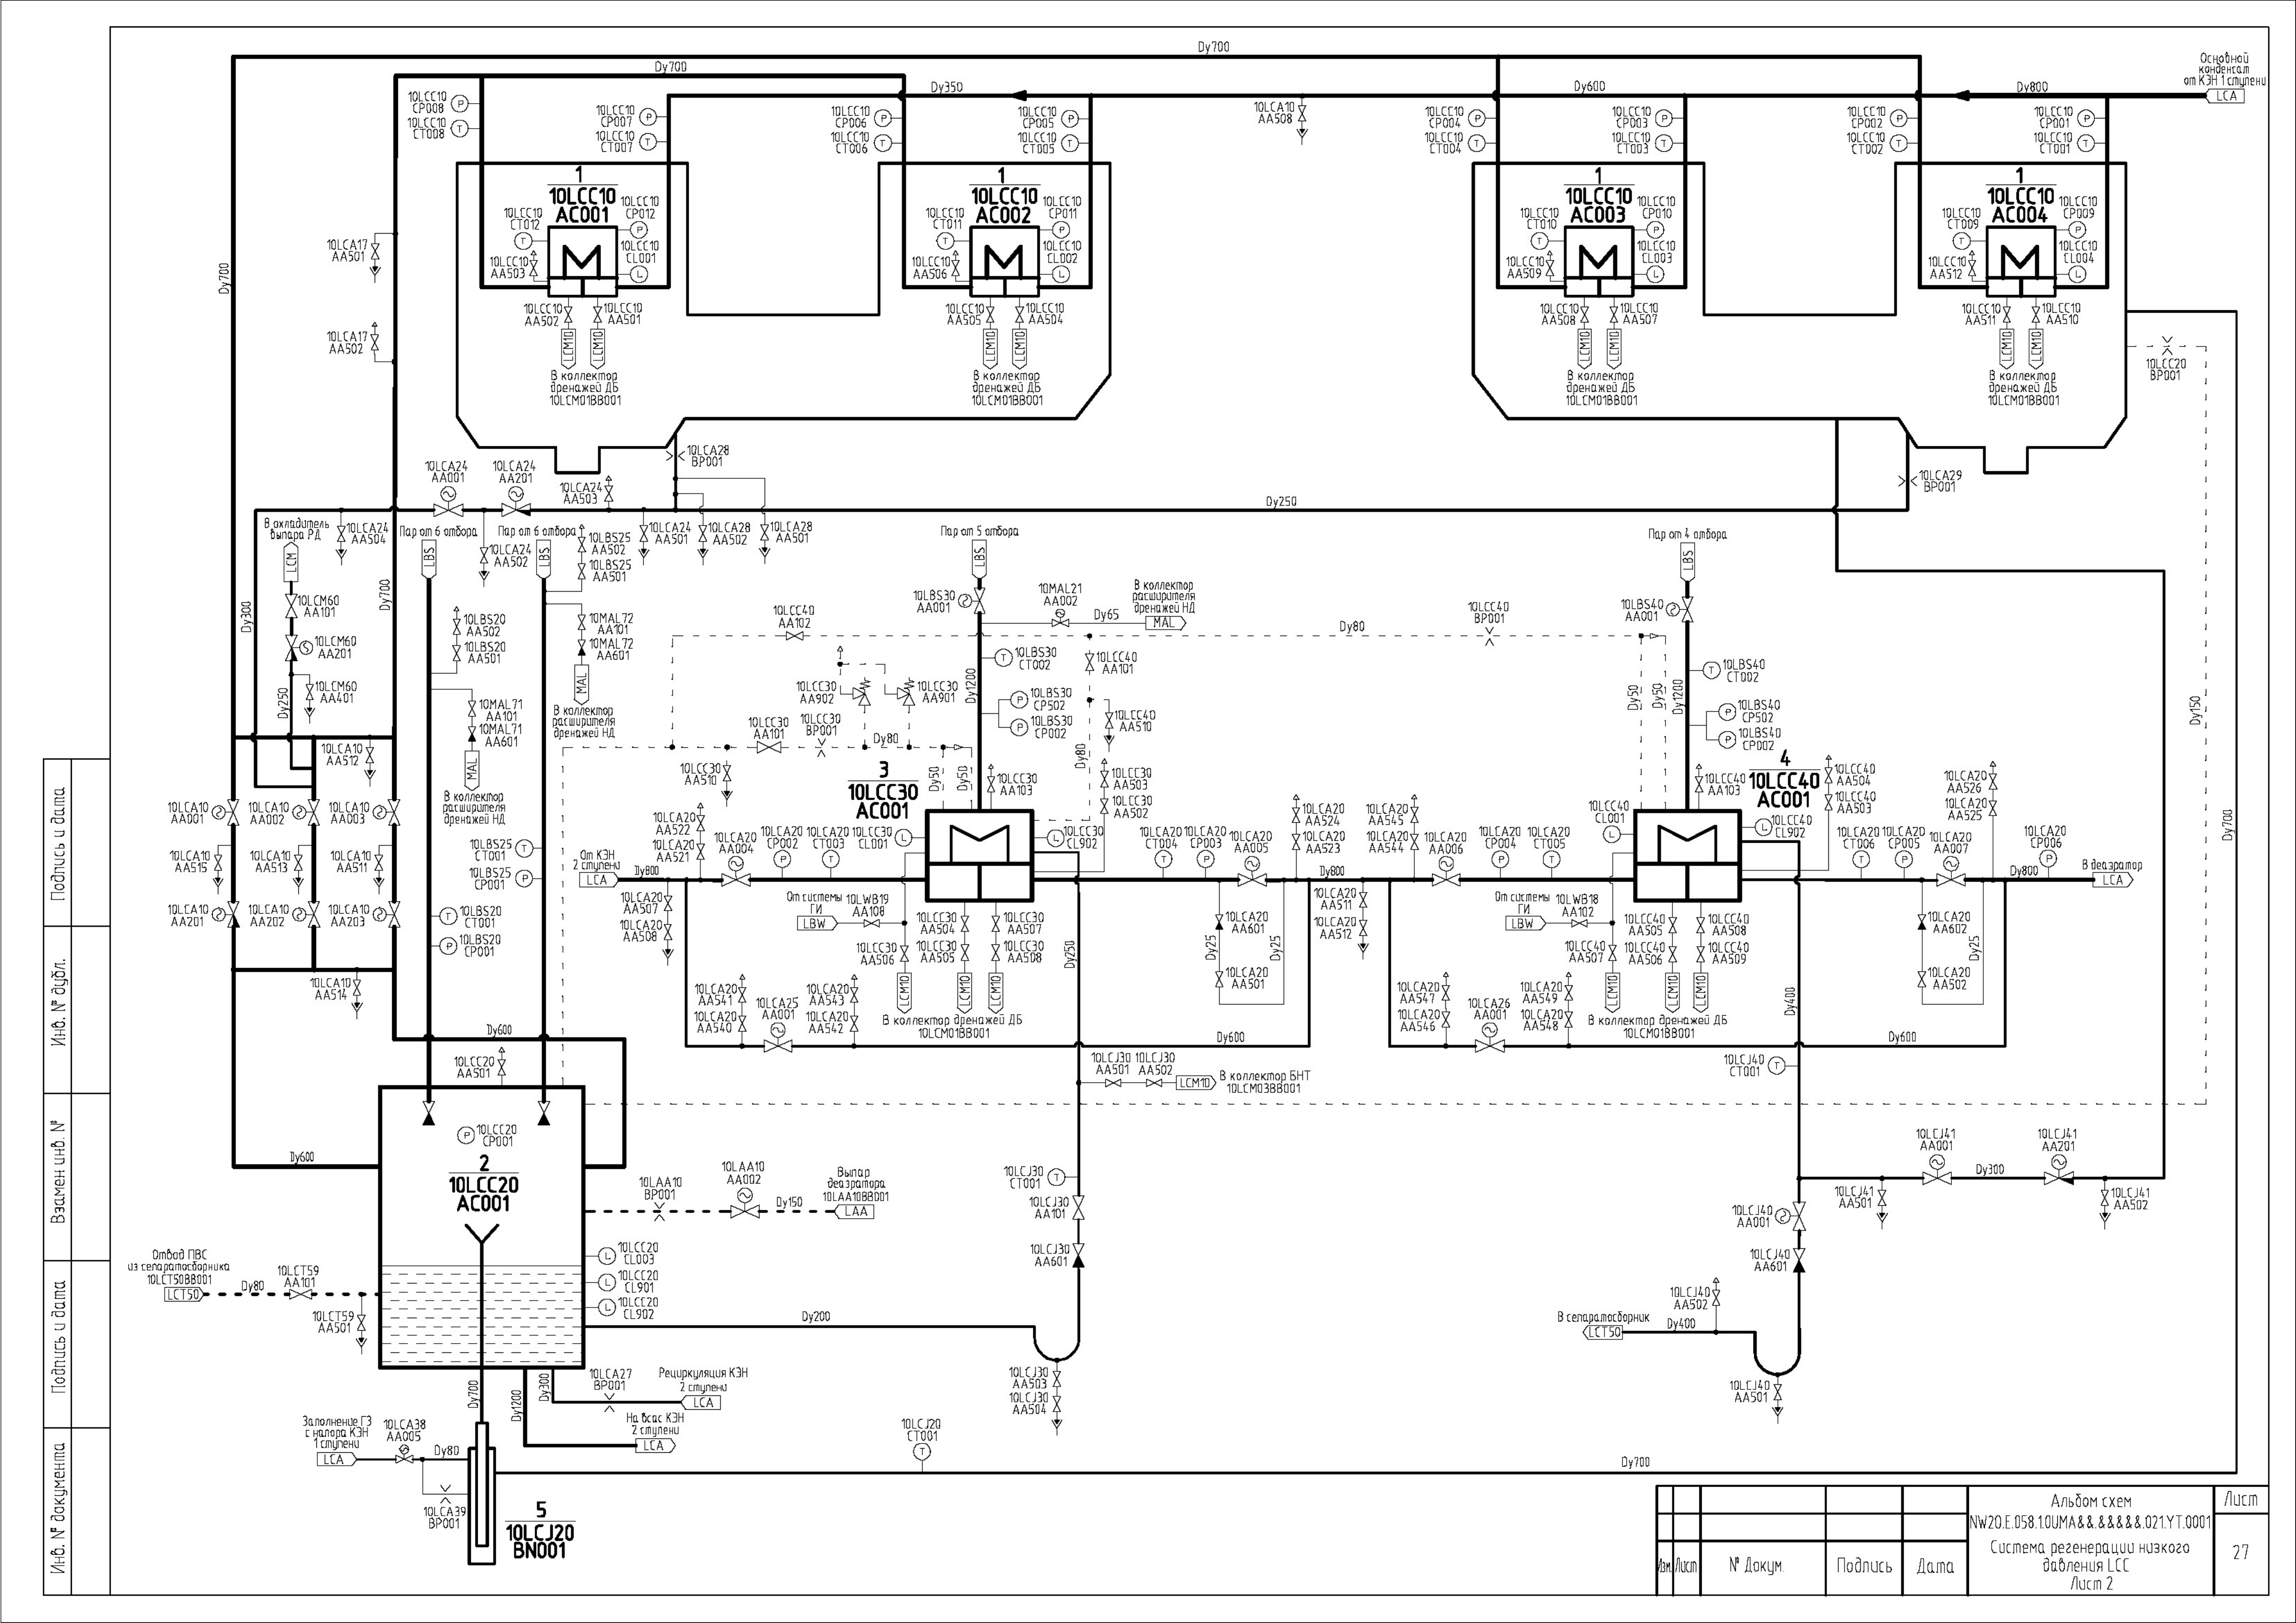 Dy700
Dy700
Dy350
Dy600
Dy800
Основной
конденсат
от КЭН 1 ступени
LCA
10LCC10
CP008
10LCC10
CT008
10LCC10
CP007
10LCC10
CT007
10LCC10
CP006
10LCC10
CT006
10LCC10
CP005
10LCC10
CT005
10LCA10
AA508
10LCC10
CP004
10LCC10
CT004
10LCC10
CP003
10LCC10
CT003
10LCC10
CP002
10LCC10
CT002
10LCC10
CP001
10LCC10
CT001
1
10LCC10
AC001
10LCC10
CT012
10LCC10
CP012
10LCC10
CL001
10LCC10
AA503
10LCC10
AA502
10LCC10
AA501
LCM10
LCM10
В коллектор
дренажей ДБ
10LCM01BB001
1
10LCC10
AC002
10LCC10
CT011
10LCC10
CP011
10LCC10
CL002
10LCC10
AA506
10LCC10
AA505
10LCC10
AA504
LCM10
LCM10
В коллектор
дренажей ДБ
10LCM01BB001
1
10LCC10
AC003
10LCC10
CT010
10LCC10
CP010
10LCC10
CL003
10LCC10
AA509
10LCC10
AA508
10LCC10
AA507
LCM10
LCM10
В коллектор
дренажей ДБ
10LCM01BB001
1
10LCC10
AC004
10LCC10
CT009
10LCC10
CP009
10LCC10
CL004
10LCC10
AA512
10LCC10
AA511
10LCC10
AA510
LCM10
LCM10
В коллектор
дренажей ДБ
10LCM01BB001
10LCC20
BP001
Dy700
10LCA17
AA501
10LCA17
AA502
10LCA24
AA001
10LCA24
AA201
10LCA24
AA503
10LCA28
BP001
10LCA29
BP001
Dy250
В охладитель
выпара РД
LCM
10LCA24
AA504
Пар от 6 отбора
LBS
10LCA24
AA502
Пар от 6 отбора
LBS
10LBS25
AA502
10LBS25
AA501
10LCA24
AA501
10LCA28
AA502
10LCA28
AA501
Пар от 5 отбора
LBS
Пар от 4 отбора
LBS
Dy300
10LCM60
AA101
10LCM60
AA201
10LCM60
AA401
Dy250
Dy700
10LBS20
AA502
10LBS20
AA501
10MAL71
AA101
10MAL71
AA601
MAL
В коллектор
расширителя
дренажей НД
10MAL72
AA101
10MAL72
AA601
MAL
В коллектор
расширителя
дренажей НД
10LBS30
AA001
10MAL21
AA002
Dy65
В коллектор
расширителя
дренажей НД
MAL
10LCC40
AA102
10LCC40
BP001
Dy80
10LBS40
AA001
10LBS30
CT002
Dy1200
10LBS30
CP502
10LBS30
CP002
10LCC40
AA101
10LCC40
AA510
Dy80
10LCC30
AA902
10LCC30
AA901
10LCC30
AA101
10LCC30
BP001
Dy80
10LCC30
AA510
Dy50
Dy50
Dy50
Dy50
Dy1200
10LBS40
CT002
10LBS40
CP502
10LBS40
CP002
Dy150
Dy700
10LCA10
AA512
10LCA10
AA001
10LCA10
AA002
10LCA10
AA003
10LCA10
AA515
10LCA10
AA513
10LCA10
AA511
10LCA10
AA201
10LCA10
AA202
10LCA10
AA203
10LCA10
AA514
10LBS25
CT001
10LBS25
CP001
10LBS20
CT001
10LBS20
CP001
3
10LCC30
AC001
10LCC30
AA103
10LCC30
AA503
10LCC30
AA502
10LCC30
CL001
10LCC30
CL902
От КЭН
2 ступени
LCA
Dy800
10LCA20
AA522
10LCA20
AA521
10LCA20
AA004
10LCA20
CP002
10LCA20
CT003
10LCA20
AA507
10LCA20
AA508
От системы
ГИ
LBW
10LWB19
AA108
10LCC30
AA506
10LCC30
AA504
10LCC30
AA505
10LCC30
AA507
10LCC30
AA508
LCM10
LCM10
LCM10
В коллектор дренажей ДБ
10LCM01BB001
10LCA20
AA541
10LCA20
AA540
10LCA25
AA001
10LCA20
AA543
10LCA20
AA542
10LCA20
CT004
10LCA20
CP003
10LCA20
AA005
10LCA20
AA524
10LCA20
AA523
Dy800
10LCA20
AA601
Dy25
Dy25
10LCA20
AA501
Dy250
Dy600
10LCA20
AA511
10LCA20
AA512
10LCA20
AA545
10LCA20
AA544
10LCA20
AA006
10LCA20
CP004
10LCA20
CT005
4
10LCC40
AC001
10LCC40
CL001
10LCC40
AA103
10LCC40
AA504
10LCC40
AA503
10LCC40
CL902
10LCA20
CT006
10LCA20
CP005
10LCA20
AA007
10LCA20
AA526
10LCA20
AA525
10LCA20
CP006
Dy800
В деаэратор
LCA
От системы
ГИ
LBW
10LWB18
AA102
10LCC40
AA507
10LCC40
AA505
10LCC40
AA506
10LCC40
AA508
10LCC40
AA509
LCM10
LCM10
LCM10
В коллектор дренажей ДБ
10LCM01BB001
10LCA20
AA547
10LCA20
AA546
10LCA26
AA001
10LCA20
AA549
10LCA20
AA548
10LCA20
AA602
Dy25
Dy25
10LCA20
AA502
Dy400
Dy600
Dy600
10LCC20
AA501
10LCJ30
AA501
10LCJ30
AA502
LCM10
В коллектор БНТ
10LCM03BB001
10LCJ40
CT001
Dy600
10LCC20
CP001
2
10LCC20
AC001
10LAA10
BP001
10LAA10
AA002
Dy150
Выпар
деаэратора
10LAA10BB001
LAA
10LCJ30
CT001
10LCJ30
AA101
10LCJ30
AA601
10LCJ41
AA001
Dy300
10LCJ41
AA201
10LCJ41
AA501
10LCJ41
AA502
10LCJ40
AA001
10LCJ40
AA601
Отвод ПВС
из сепаратосборника
10LCT50BB001
LCT50
Dy80
10LCT59
AA101
10LCT59
AA501
10LCC20
CL003
10LCC20
CL901
10LCC20
CL902
Dy200
В сепаратосборник
LCT50
Dy400
10LCJ40
AA502
10LCJ40
AA501
10LCJ30
AA503
10LCJ30
AA504
Dy700
Dy1200
Dy300
10LCA27
BP001
Рециркуляция КЭН
2 ступени
LCA
На всас КЭН
2 ступени
LCA
Заполнение ГЗ
с напора КЭН
1 ступени
LCA
10LCA38
AA005
Dy80
10LCA39
BP001
5
10LCJ20
BN001
10LCJ20
CT001
Dy700
Подпись и дата
Инв. № дубл.
Взамен инв. №
Подпись и дата
Инв. № документа
Изм.
Лист
№ Докум.
Подпись
Дата
Альбом схем
NW20.E.058.1.0UMA&&.&&&&&.021.YT.0001
Система регенерации низкого
давления LCC
Лист 2
Лист
27